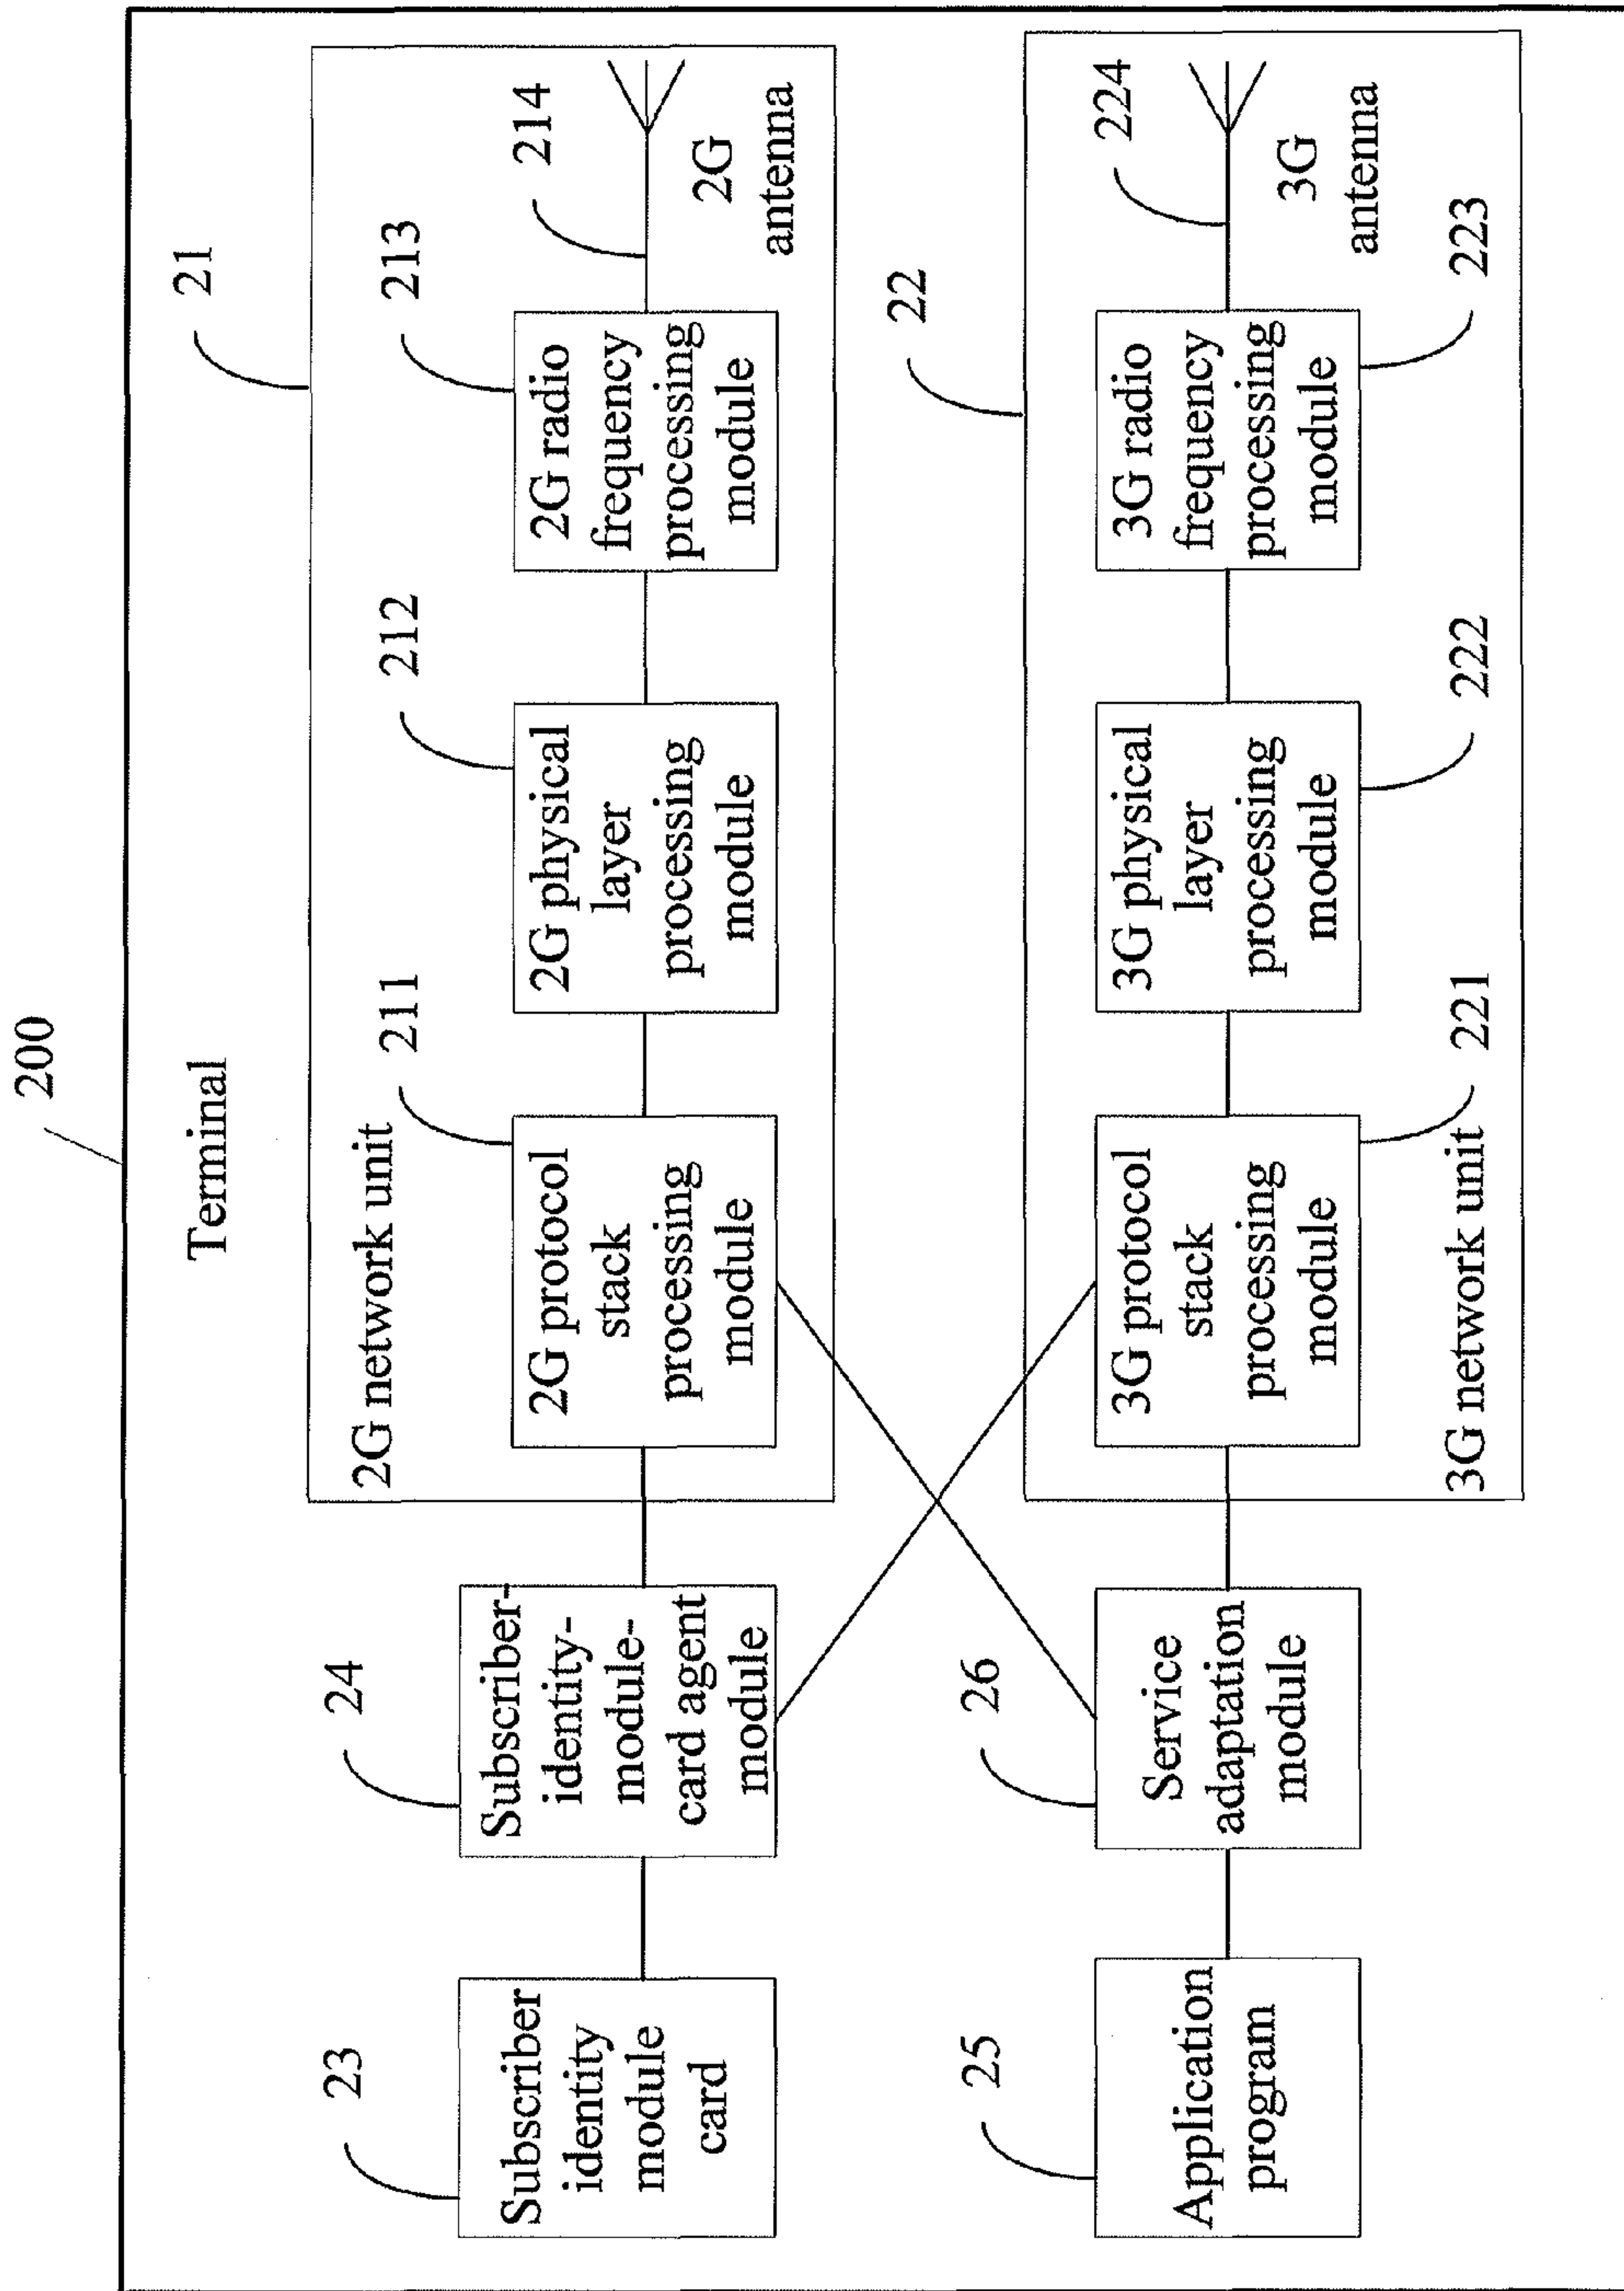 200
Terminal
21
2G network unit
211
212
213
214
2G protocol
stack
processing
module
2G physical
layer
processing
module
2G radio
frequency
processing
module
2G
antenna
23
Subscriber
identity
module
card
24
Subscriber-
identity-
module-
card agent
module
22
25
Application
program
26
Service
adaptation
module
3G protocol
stack
processing
module
3G physical
layer
processing
module
3G radio
frequency
processing
module
224
3G
antenna
221
222
223
3G network unit